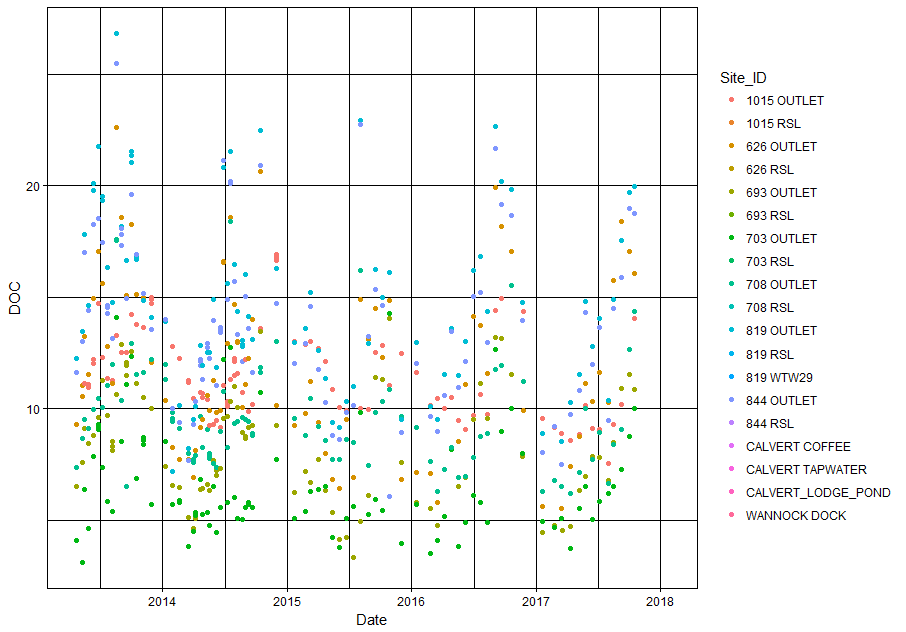 DOC
20
10
2014
2015
2016
2017
2018
Date
Site_ID
1015 OUTLET
1015 RSL
626 OUTLET
626 RSL
693 OUTLET
693 RSL
703 OUTLET
703 RSL
708 OUTLET
708 RSL
819 OUTLET
819 RSL
819 WTW29
844 OUTLET
844 RSL
CALVERT COFFEE
CALVERT TAPWATER
CALVERT_LODGE_POND
WANNOCK DOCK